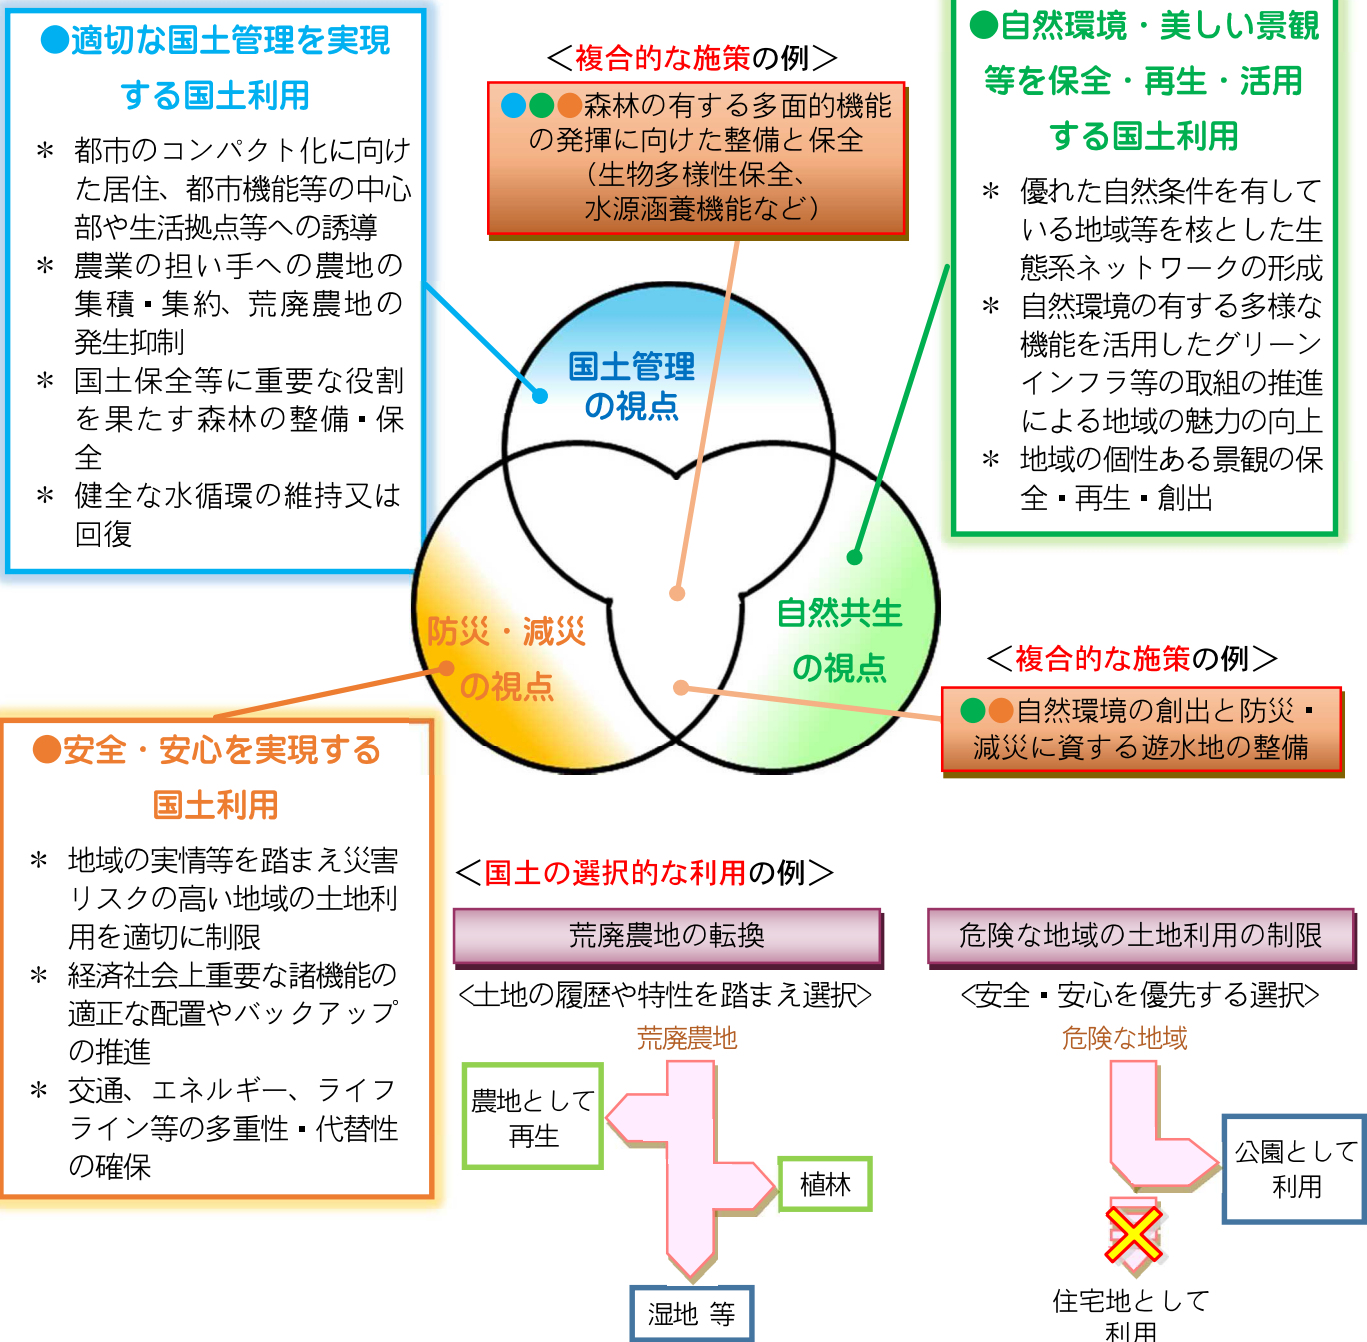 ●適切な国土管理を実現
する国土利用
＊ 都市のコンパクト化に向け
た居住、都市機能等の中心
部や生活拠点等への誘導
＊ 農業の担い手への農地の
集積・集約、荒廃農地の
発生抑制
＊ 国土保全等に重要な役割
を果たす森林の整備・保
全
＊ 健全な水循環の維持又は
回復
＜複合的な施策の例＞
●●●森林の有する多面的機能
の発揮に向けた整備と保全
（生物多様性保全、
水源涵養機能など）
●自然環境・美しい景観
等を保全・再生・活用
する国土利用
＊ 優れた自然条件を有して
いる地域等を核とした生
態系ネットワークの形成
＊ 自然環境の有する多様な
機能を活用したグリーン
インフラ等の取組の推進
による地域の魅力の向上
＊ 地域の個性ある景観の保
全・再生・創出
国土管理
の視点
防災・減災
の視点
自然共生
の視点
＜複合的な施策の例＞
●●自然環境の創出と防災・
減災に資する遊水地の整備
●安全・安心を実現する
国土利用
＊ 地域の実情等を踏まえ災害
リスクの高い地域の土地利
用を適切に制限
＊ 経済社会上重要な諸機能の
適正な配置やバックアップ
の推進
＊ 交通、エネルギー、ライフ
ライン等の多重性・代替性
の確保
＜国土の選択的な利用の例＞
荒廃農地の転換
＜土地の履歴や特性を踏まえ選択＞
荒廃農地
農地として
再生
植林
湿地 等
危険な地域の土地利用の制限
＜安全・安心を優先する選択＞
危険な地域
公園として
利用
住宅地として
利用